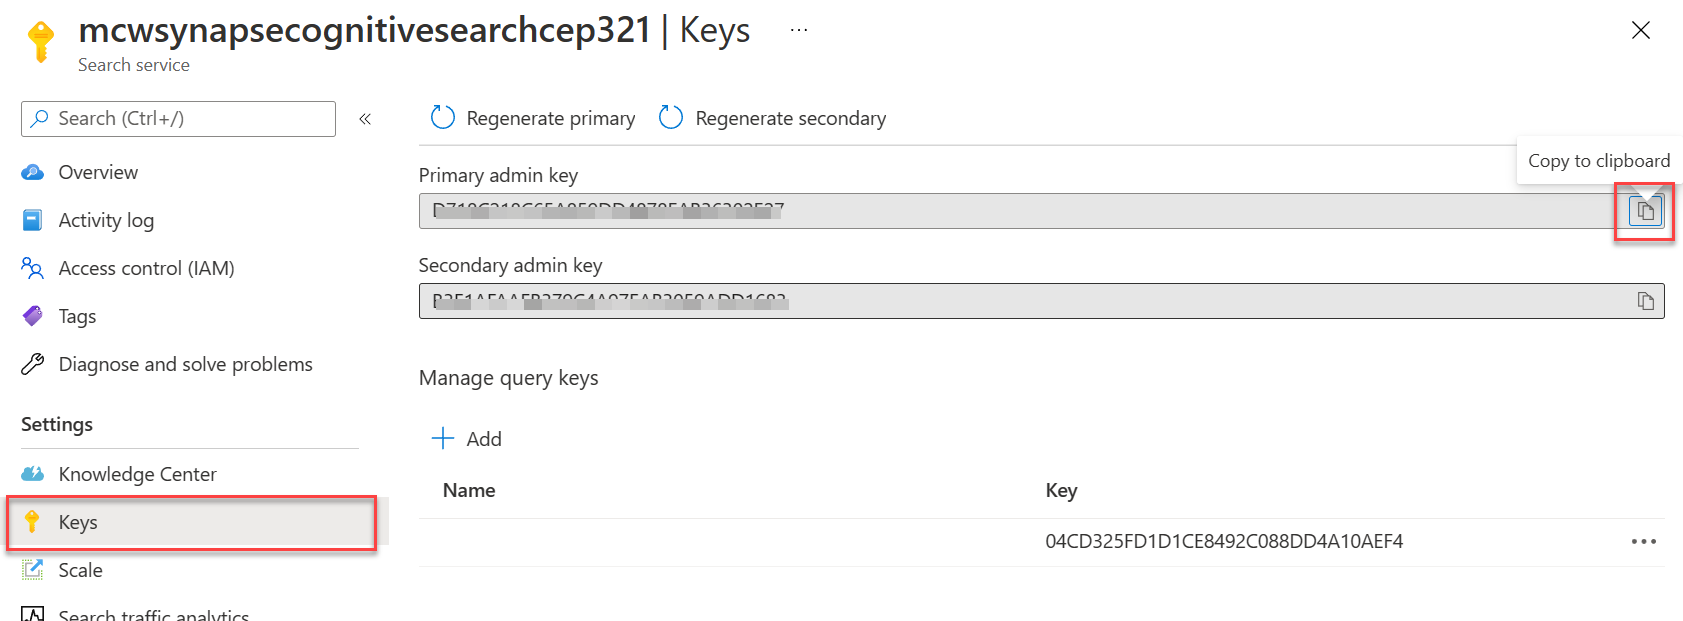 mcwsynapsecognitivesearchcep321 | Keys ...
Search service
Search (Ctrl+/) «
Overview
Activity log
Access control (IAM)
Tags
Diagnose and solve problems
Settings
Knowledge Center
Keys
Scale
Search traffic analytics
Regenerate primary Regenerate secondary
Copy to clipboard
Primary admin key
Secondary admin key
Manage query keys
Add
Name Key
04CD325FD1D1CE8492C088DD4A10AEF4